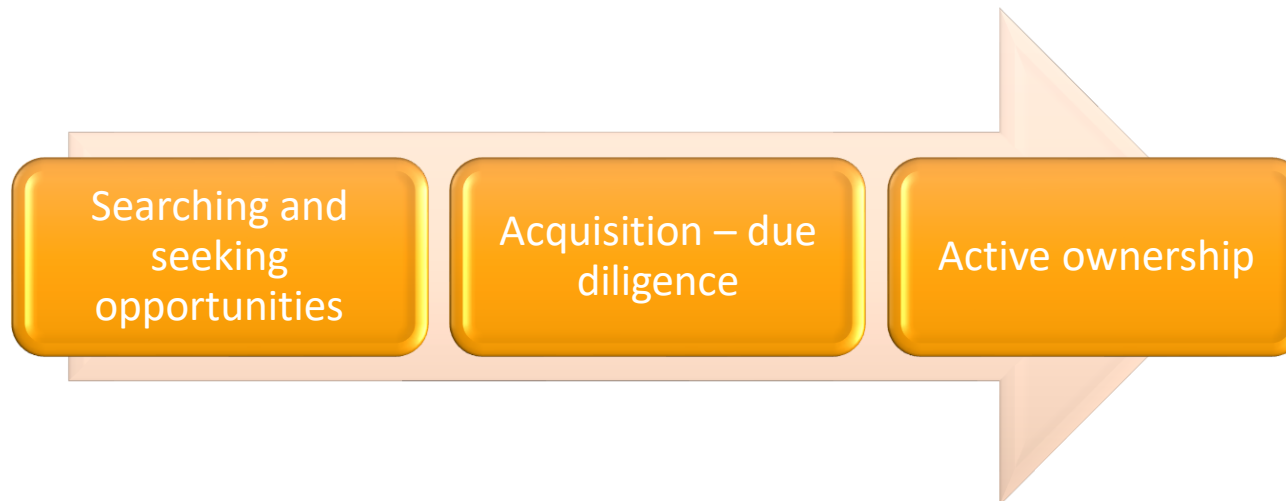 Searching and
seeking
opportunities
Acquisition – due
diligence
Active ownership